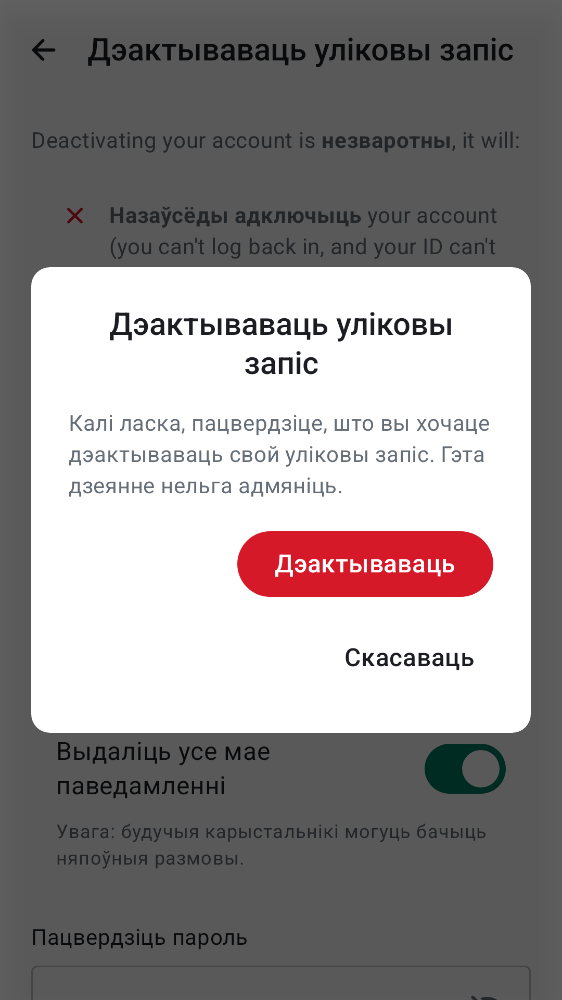 Дэактываваць уліковы запіс
Deactivating your account is незваротны, it will:
Назаўсёды адключыць your account
(you can't log back in, and your ID can't
Дэактываваць уліковы
запіс
Калі ласка, пацвердзіце, што вы хочаце
дэактываваць свой уліковы запіс. Гэта
дзеянне нельга адмяніць.
Дэактываваць
Скасаваць
Выдаліць усе мае
паведамленні
Увага: будучыя карыстальнікі могуць бачыць
няпоўныя размовы.
Пацвердзіць пароль